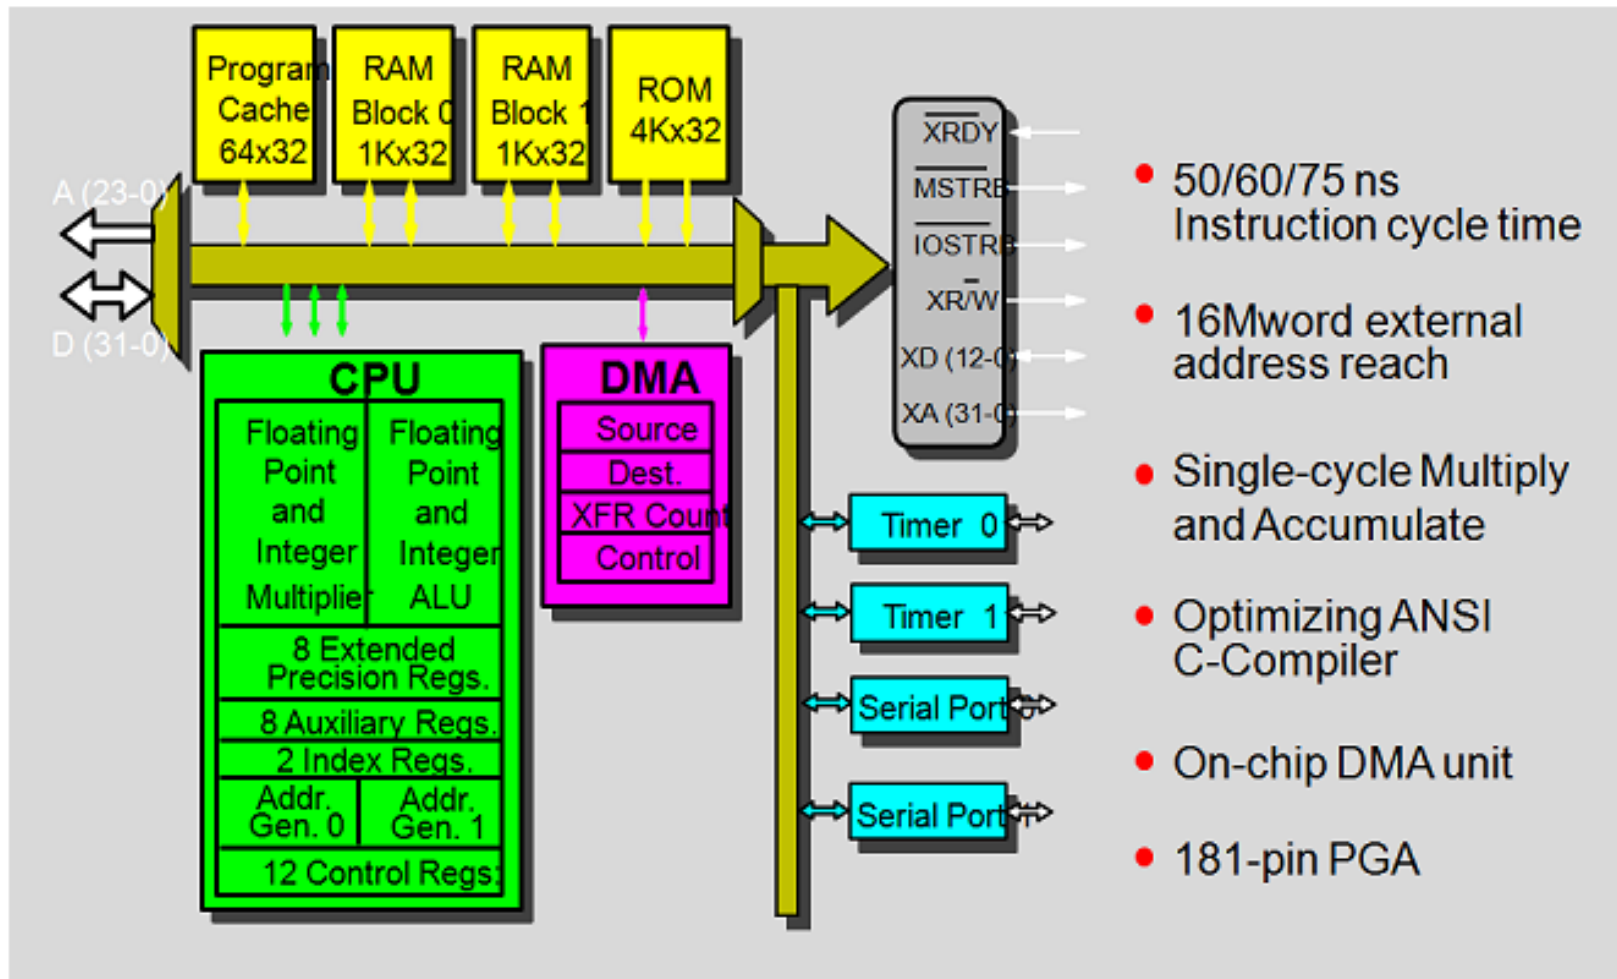 Program
Cache
64x32
RAM
Block 0
1Kx32
RAM
Block 1
1Kx32
ROM
4Kx32
A (23-0)
D (31-0)
XRDY
MSTRB
IOSTRB
XR/W
XD (12-0)
XA (31-0)
CPU
Floating
Point
and
Integer
Multiplier
Floating
Point
and
Integer
ALU
8 Extended
Precision Regs.
8 Auxiliary Regs.
2 Index Regs.
Addr.
Gen. 0
Addr.
Gen. 1
12 Control Regs.
DMA
Source
Dest.
XFR Count
Control
Timer 0
Timer 1
Serial Port
Serial Port
• 50/60/75 ns
Instruction cycle time
• 16Mword external
address reach
• Single-cycle Multiply
and Accumulate
• Optimizing ANSI
C-Compiler
• On-chip DMA unit
• 181-pin PGA